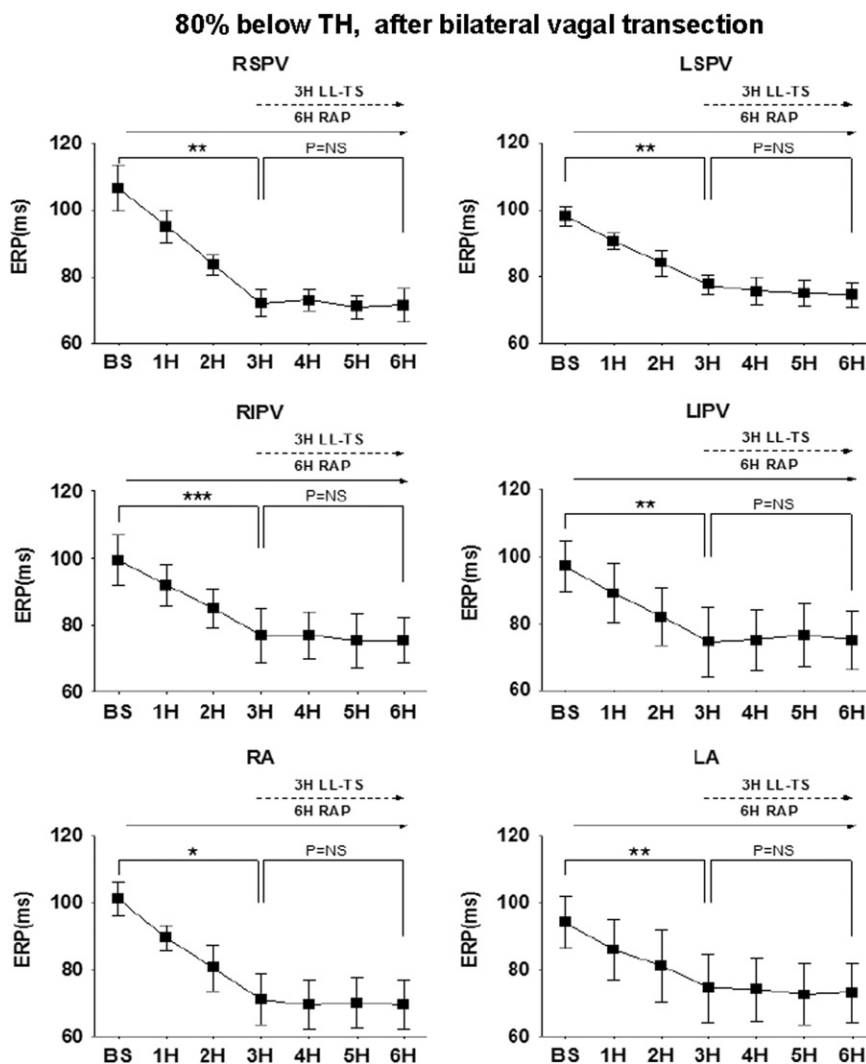 80% below TH, after bilateral vagal transection
RSPV
3H LL-TS
6H RAP
120
100
80
60
ERP(ms)
**
P=NS
BS 1H 2H 3H 4H 5H 6H
LSPV
3H LL-TS
6H RAP
120
100
80
60
ERP(ms)
**
P=NS
BS 1H 2H 3H 4H 5H 6H
RIPV
3H LL-TS
6H RAP
120
100
80
60
ERP(ms)
***
P=NS
BS 1H 2H 3H 4H 5H 6H
LIPV
3H LL-TS
6H RAP
120
100
80
60
ERP(ms)
**
P=NS
BS 1H 2H 3H 4H 5H 6H
RA
3H LL-TS
6H RAP
120
100
80
60
ERP(ms)
*
P=NS
BS 1H 2H 3H 4H 5H 6H
LA
3H LL-TS
6H RAP
120
100
80
60
ERP(ms)
**
P=NS
BS 1H 2H 3H 4H 5H 6H